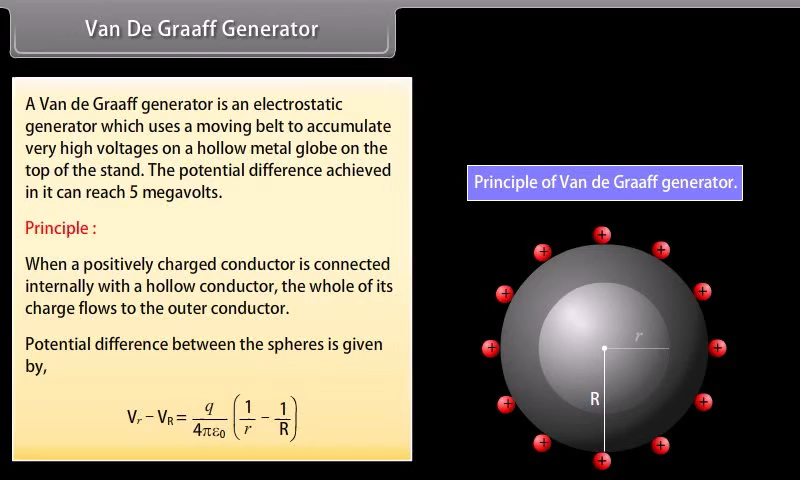 Van De Graaff Generator
A Van de Graaff generator is an electrostatic
generator which uses a moving belt to accumulate
very high voltages on a hollow metal globe on the
top of the stand. The potential difference achieved
in it can reach 5 megavolts.
Principle :
When a positively charged conductor is connected
internally with a hollow conductor, the whole of its
charge flows to the outer conductor.
Potential difference between the spheres is given
by,
Vᵣ − V_R = q/4πε₀ (1/r − 1/R)
Principle of Van de Graaff generator.
+ + + + + + + + + + + +
r
R